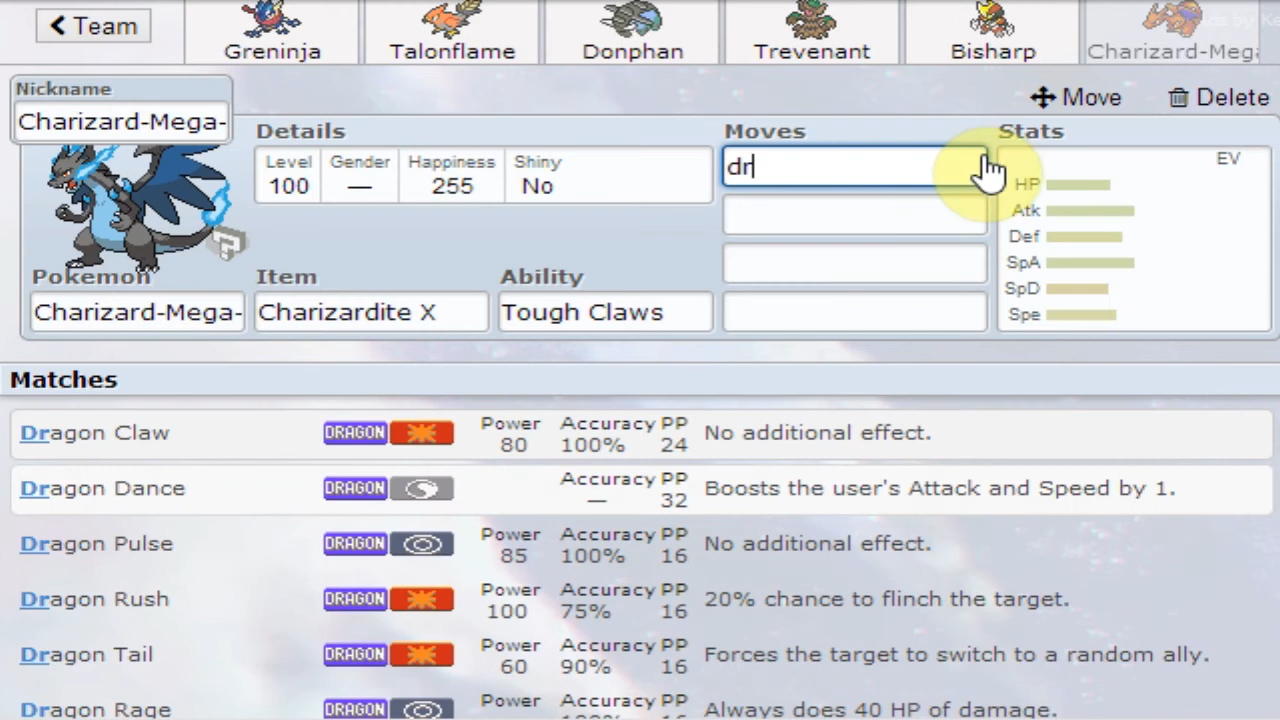 Team
Greninja
Talonflame
Donphan
Trevenant
Bisharp
Charizard-Mega
Nickname
Charizard-Mega-
Move
Delete
Details
Moves
Stats
Level Gender Happiness Shiny
100 — 255 No
dr
EV
HP
Atk
Def
SpA
SpD
Spe
Pokemon
Item
Ability
Charizard-Mega-
Charizardite X
Tough Claws
Matches
Dragon Claw DRAGON Power 80 Accuracy 100% PP 24 No additional effect.
Dragon Dance DRAGON Accuracy — PP 32 Boosts the user's Attack and Speed by 1.
Dragon Pulse DRAGON Power 85 Accuracy 100% PP 16 No additional effect.
Dragon Rush DRAGON Power 100 Accuracy 75% PP 16 20% chance to flinch the target.
Dragon Tail DRAGON Power 60 Accuracy 90% PP 16 Forces the target to switch to a random ally.
Dragon Rage DRAGON Power Accuracy PP Always does 40 HP of damage.